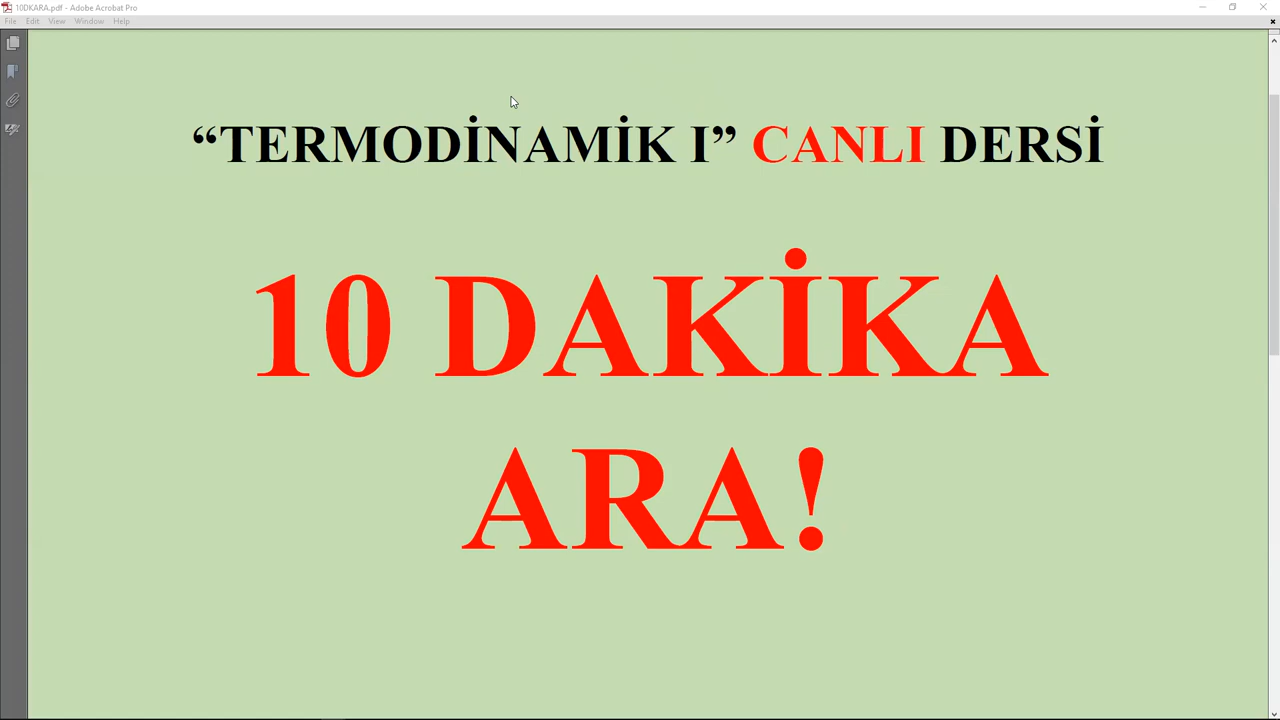 10DKARA.pdf - Adobe Acrobat Pro
File Edit View Window Help
“TERMODİNAMİK I” CANLI DERSİ
10 DAKİKA
ARA!